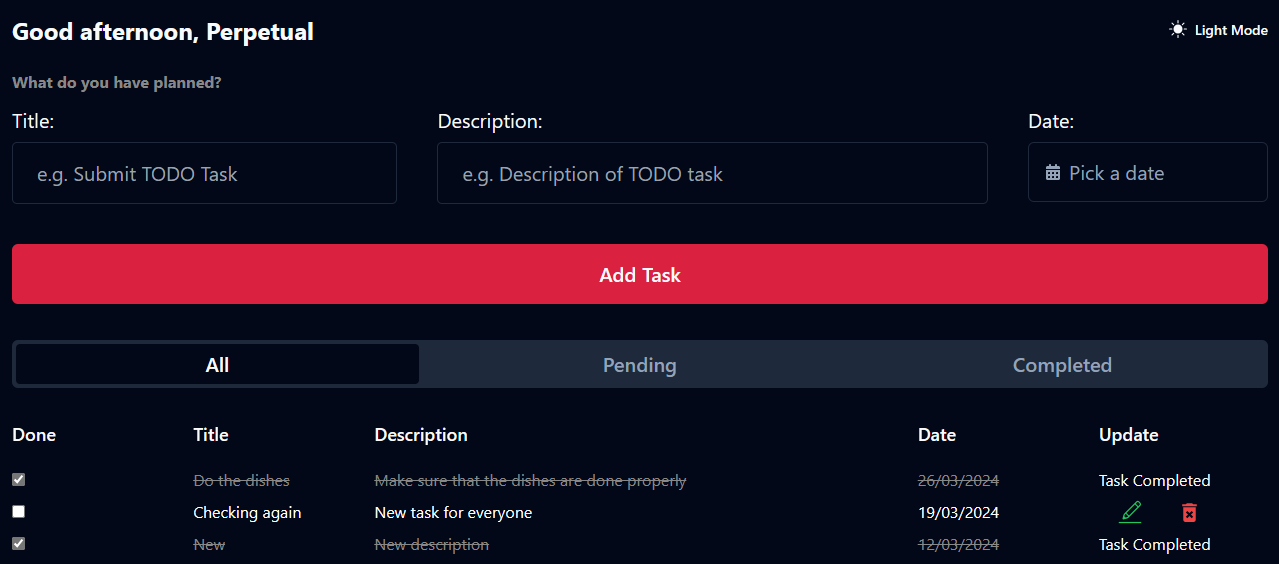 Good afternoon, Perpetual
Light Mode
What do you have planned?
Title: Description: Date:
e.g. Submit TODO Task e.g. Description of TODO task Pick a date
Add Task
All Pending Completed
Done Title Description Date Update
Do the dishes Make sure that the dishes are done properly 26/03/2024 Task Completed
Checking again New task for everyone 19/03/2024
New New description 12/03/2024 Task Completed